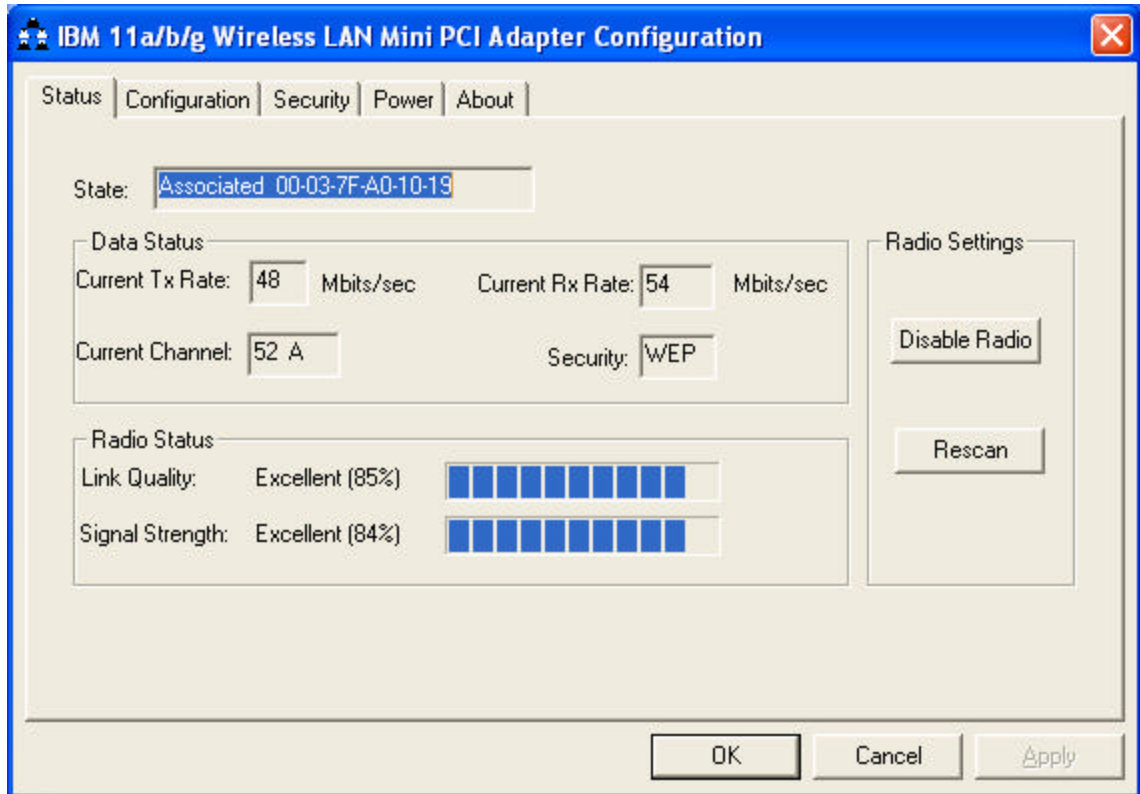 IBM 11a/b/g Wireless LAN Mini PCI Adapter Configuration
Status Configuration Security Power About
State: Associated 00-03-7F-A0-10-19
Data Status
Current Tx Rate: 48 Mbits/sec Current Rx Rate: 54 Mbits/sec
Current Channel: 52 A Security: WEP
Radio Status
Link Quality: Excellent (85%)
Signal Strength: Excellent (84%)
Radio Settings
Disable Radio
Rescan
OK Cancel Apply